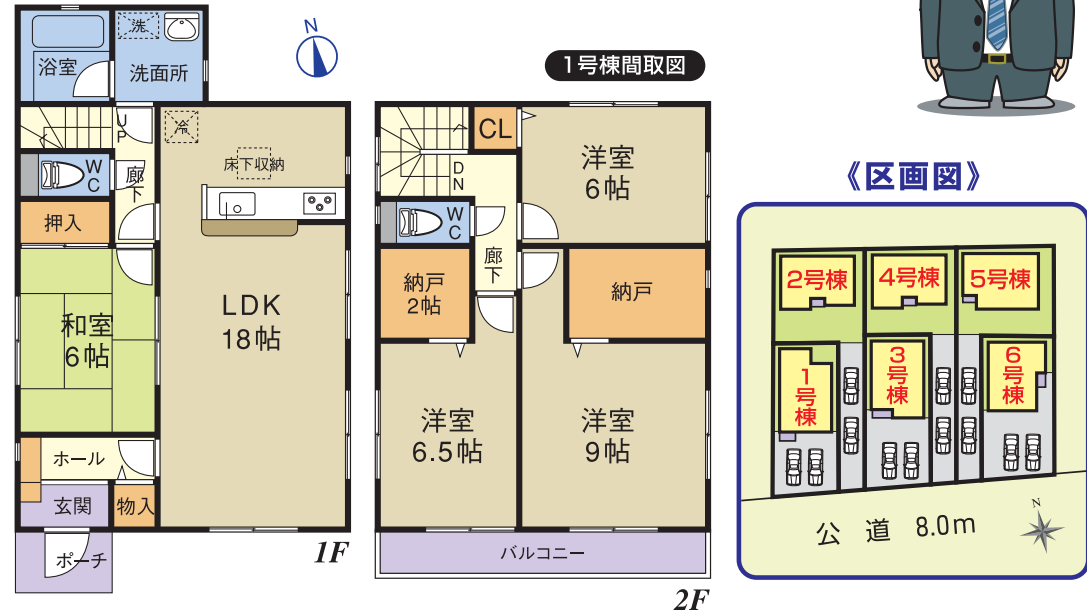 1号棟間取図
N
浴室
洗
洗面所
UP
WC
廊下
押入
冷
床下収納
和室
6帖
LDK
18帖
ホール
玄関
物入
ポーチ
1F
CL
DN
WC
廊下
洋室
6帖
納戸
2帖
納戸
洋室
6.5帖
洋室
9帖
バルコニー
2F
《区画図》
2号棟
4号棟
5号棟
1号棟
3号棟
6号棟
公道 8.0m
N